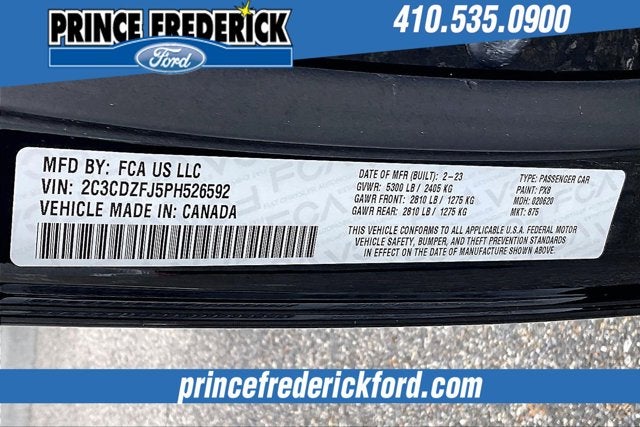 PRINCE FREDERICK
Ford
410.535.0900
MFD BY: FCA US LLC
VIN: 2C3CDZFJ5PH526592
VEHICLE MADE IN: CANADA
DATE OF MFR (BUILT): 2-23
GVWR: 5300 LB / 2405 KG
GAWR FRONT: 2810 LB / 1275 KG
GAWR REAR: 2810 LB / 1275 KG
TYPE: PASSENGER CAR
PAINT: PX8
MDH: 020620
MKT: 875
THIS VEHICLE CONFORMS TO ALL APPLICABLE U.S.A. FEDERAL MOTOR
VEHICLE SAFETY, BUMPER, AND THEFT PREVENTION STANDARDS
IN EFFECT ON THE DATE OF MANUFACTURE SHOWN ABOVE.
princefrederickford.com